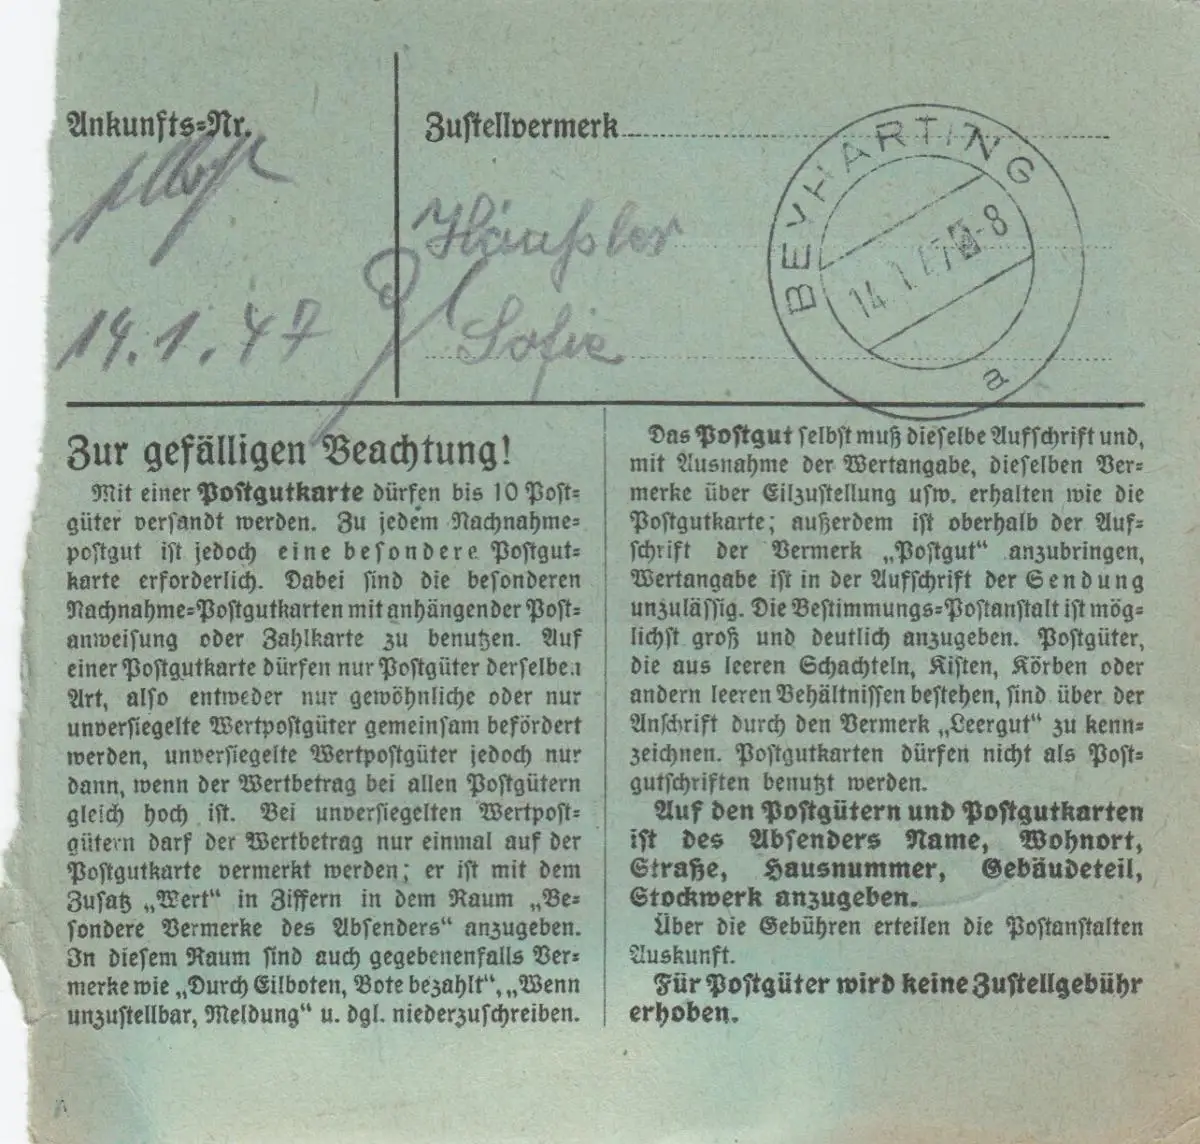 Ankunfts=Nr.
Zustellvermerk
BEYHARTING
14.1.47 -8
a
Häußler
Sofie
14.1.47
Zur gefälligen Beachtung!
Mit einer Postgutkarte dürfen bis 10 Post=
güter versandt werden. Zu jedem Nachnahme=
postgut ist jedoch eine besondere Postgut=
karte erforderlich. Dabei sind die besonderen
Nachnahme=Postgutkarten mit anhängender Post=
anweisung oder Zahlkarte zu benutzen. Auf
einer Postgutkarte dürfen nur Postgüter derselben
Art, also entweder nur gewöhnliche oder nur
unversiegelte Wertpostgüter gemeinsam befördert
werden, unversiegelte Wertpostgüter jedoch nur
dann, wenn der Wertbetrag bei allen Postgütern
gleich hoch ist. Bei unversiegelten Wertpost=
gütern darf der Wertbetrag nur einmal auf der
Postgutkarte vermerkt werden; er ist mit dem
Zusatz „Wert“ in Ziffern in dem Raum „Be=
sondere Vermerke des Absenders“ anzugeben.
In diesem Raum sind auch gegebenenfalls Ver=
merke wie „Durch Eilboten, Bote bezahlt“, „Wenn
unzustellbar, Meldung“ u. dgl. niederzuschreiben.
Das Postgut selbst muß dieselbe Aufschrift und,
mit Ausnahme der Wertangabe, dieselben Ver=
merke über Eilzustellung usw. erhalten wie die
Postgutkarte; außerdem ist oberhalb der Auf=
schrift der Vermerk „Postgut“ anzubringen,
Wertangabe ist in der Aufschrift der Sendung
unzulässig. Die Bestimmungs=Postanstalt ist mög=
lichst groß und deutlich anzugeben. Postgüter,
die aus leeren Schachteln, Kisten, Körben oder
andern leeren Behältnissen bestehen, sind über der
Anschrift durch den Vermerk „Leergut“ zu kenn=
zeichnen. Postgutkarten dürfen nicht als Post=
gutschriften benutzt werden.
Auf den Postgütern und Postgutkarten
ist des Absenders Name, Wohnort,
Straße, Hausnummer, Gebäudeteil,
Stockwerk anzugeben.
Über die Gebühren erteilen die Postanstalten
Auskunft.
Für Postgüter wird keine Zustellgebühr
erhoben.